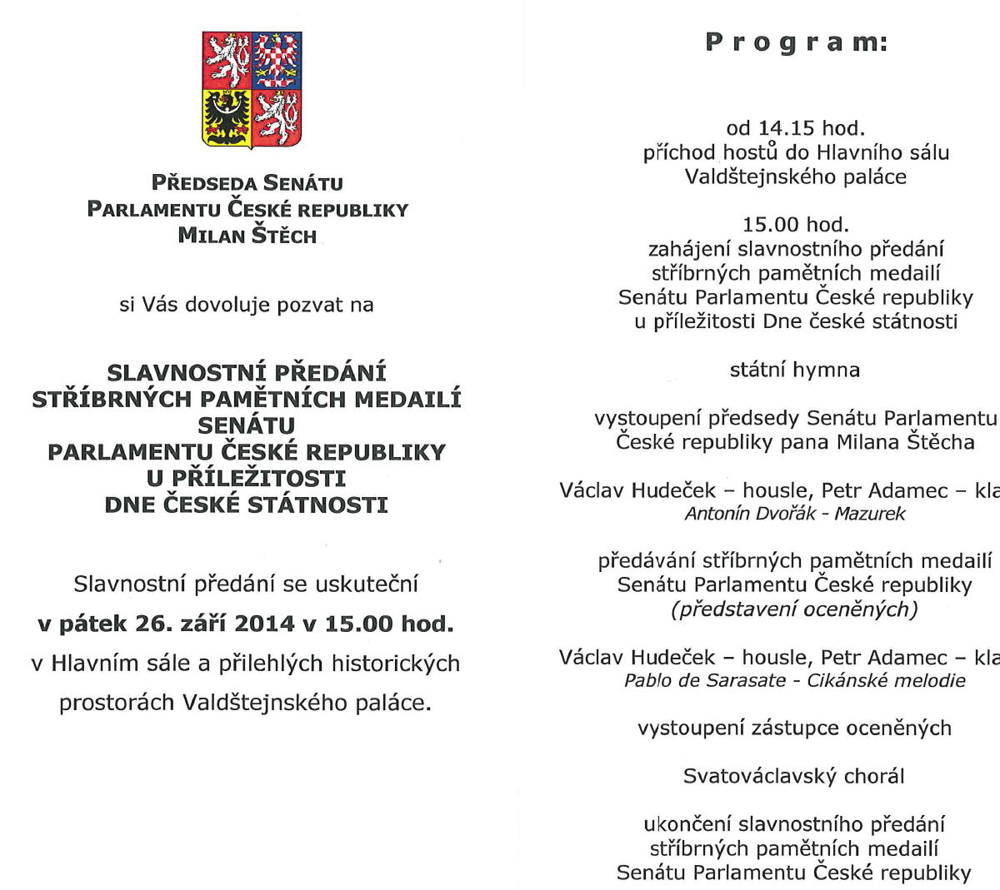 PŘEDSEDA SENÁTU
PARLAMENTU ČESKÉ REPUBLIKY
MILAN ŠTĚCH
si Vás dovoluje pozvat na
SLAVNOSTNÍ PŘEDÁNÍ
STŘÍBRNÝCH PAMĚTNÍCH MEDAILÍ
SENÁTU
PARLAMENTU ČESKÉ REPUBLIKY
U PŘÍLEŽITOSTI
DNE ČESKÉ STÁTNOSTI
Slavnostní předání se uskuteční
v pátek 26. září 2014 v 15.00 hod.
v Hlavním sále a přilehlých historických
prostorách Valdštejnského paláce.
P r o g r a m:
od 14.15 hod.
příchod hostů do Hlavního sálu
Valdštejnského paláce
15.00 hod.
zahájení slavnostního předání
stříbrných pamětních medailí
Senátu Parlamentu České republiky
u příležitosti Dne české státnosti
státní hymna
vystoupení předsedy Senátu Parlamentu
České republiky pana Milana Štěcha
Václav Hudeček – housle, Petr Adamec –
Antonín Dvořák - Mazurek
předávání stříbrných pamětních medailí
Senátu Parlamentu České republiky
(představení oceněných)
Václav Hudeček – housle, Petr Adamec –
Pablo de Sarasate - Cikánské melodie
vystoupení zástupce oceněných
Svatováclavský chorál
ukončení slavnostního předání
stříbrných pamětních medailí
Senátu Parlamentu České republiky